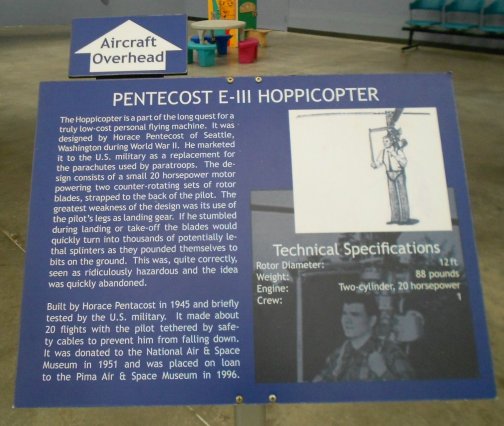 Aircraft
Overhead
PENTECOST E-III HOPPICOPTER
The Hoppicopter is a part of the long quest for a
truly low-cost personal flying machine. It was
designed by Horace Pentecost of Seattle,
Washington during World War II. He marketed
it to the U.S. military as a replacement for
the parachutes used by paratroops. The de-
sign consists of a small 20 horsepower motor
powering two counter-rotating sets of rotor
blades, strapped to the back of the pilot. The
greatest weakness of the design was its use of
the pilot's legs as landing gear. If he stumbled
during landing or take-off the blades would
quickly turn into thousands of potentially le-
thal splinters as they pounded themselves to
bits on the ground. This was, quite correctly,
seen as ridiculously hazardous and the idea
was quickly abandoned.
Built by Horace Pentacost in 1945 and briefly
tested by the U.S. military. It made about
20 flights with the pilot tethered by safe-
ty cables to prevent him from falling down.
It was donated to the National Air & Space
Museum in 1951 and was placed on loan
to the Pima Air & Space Museum in 1996.
Technical Specifications
Rotor Diameter: 12ft
Weight: 88 pounds
Engine: Two-cylinder, 20 horsepower
Crew: 1